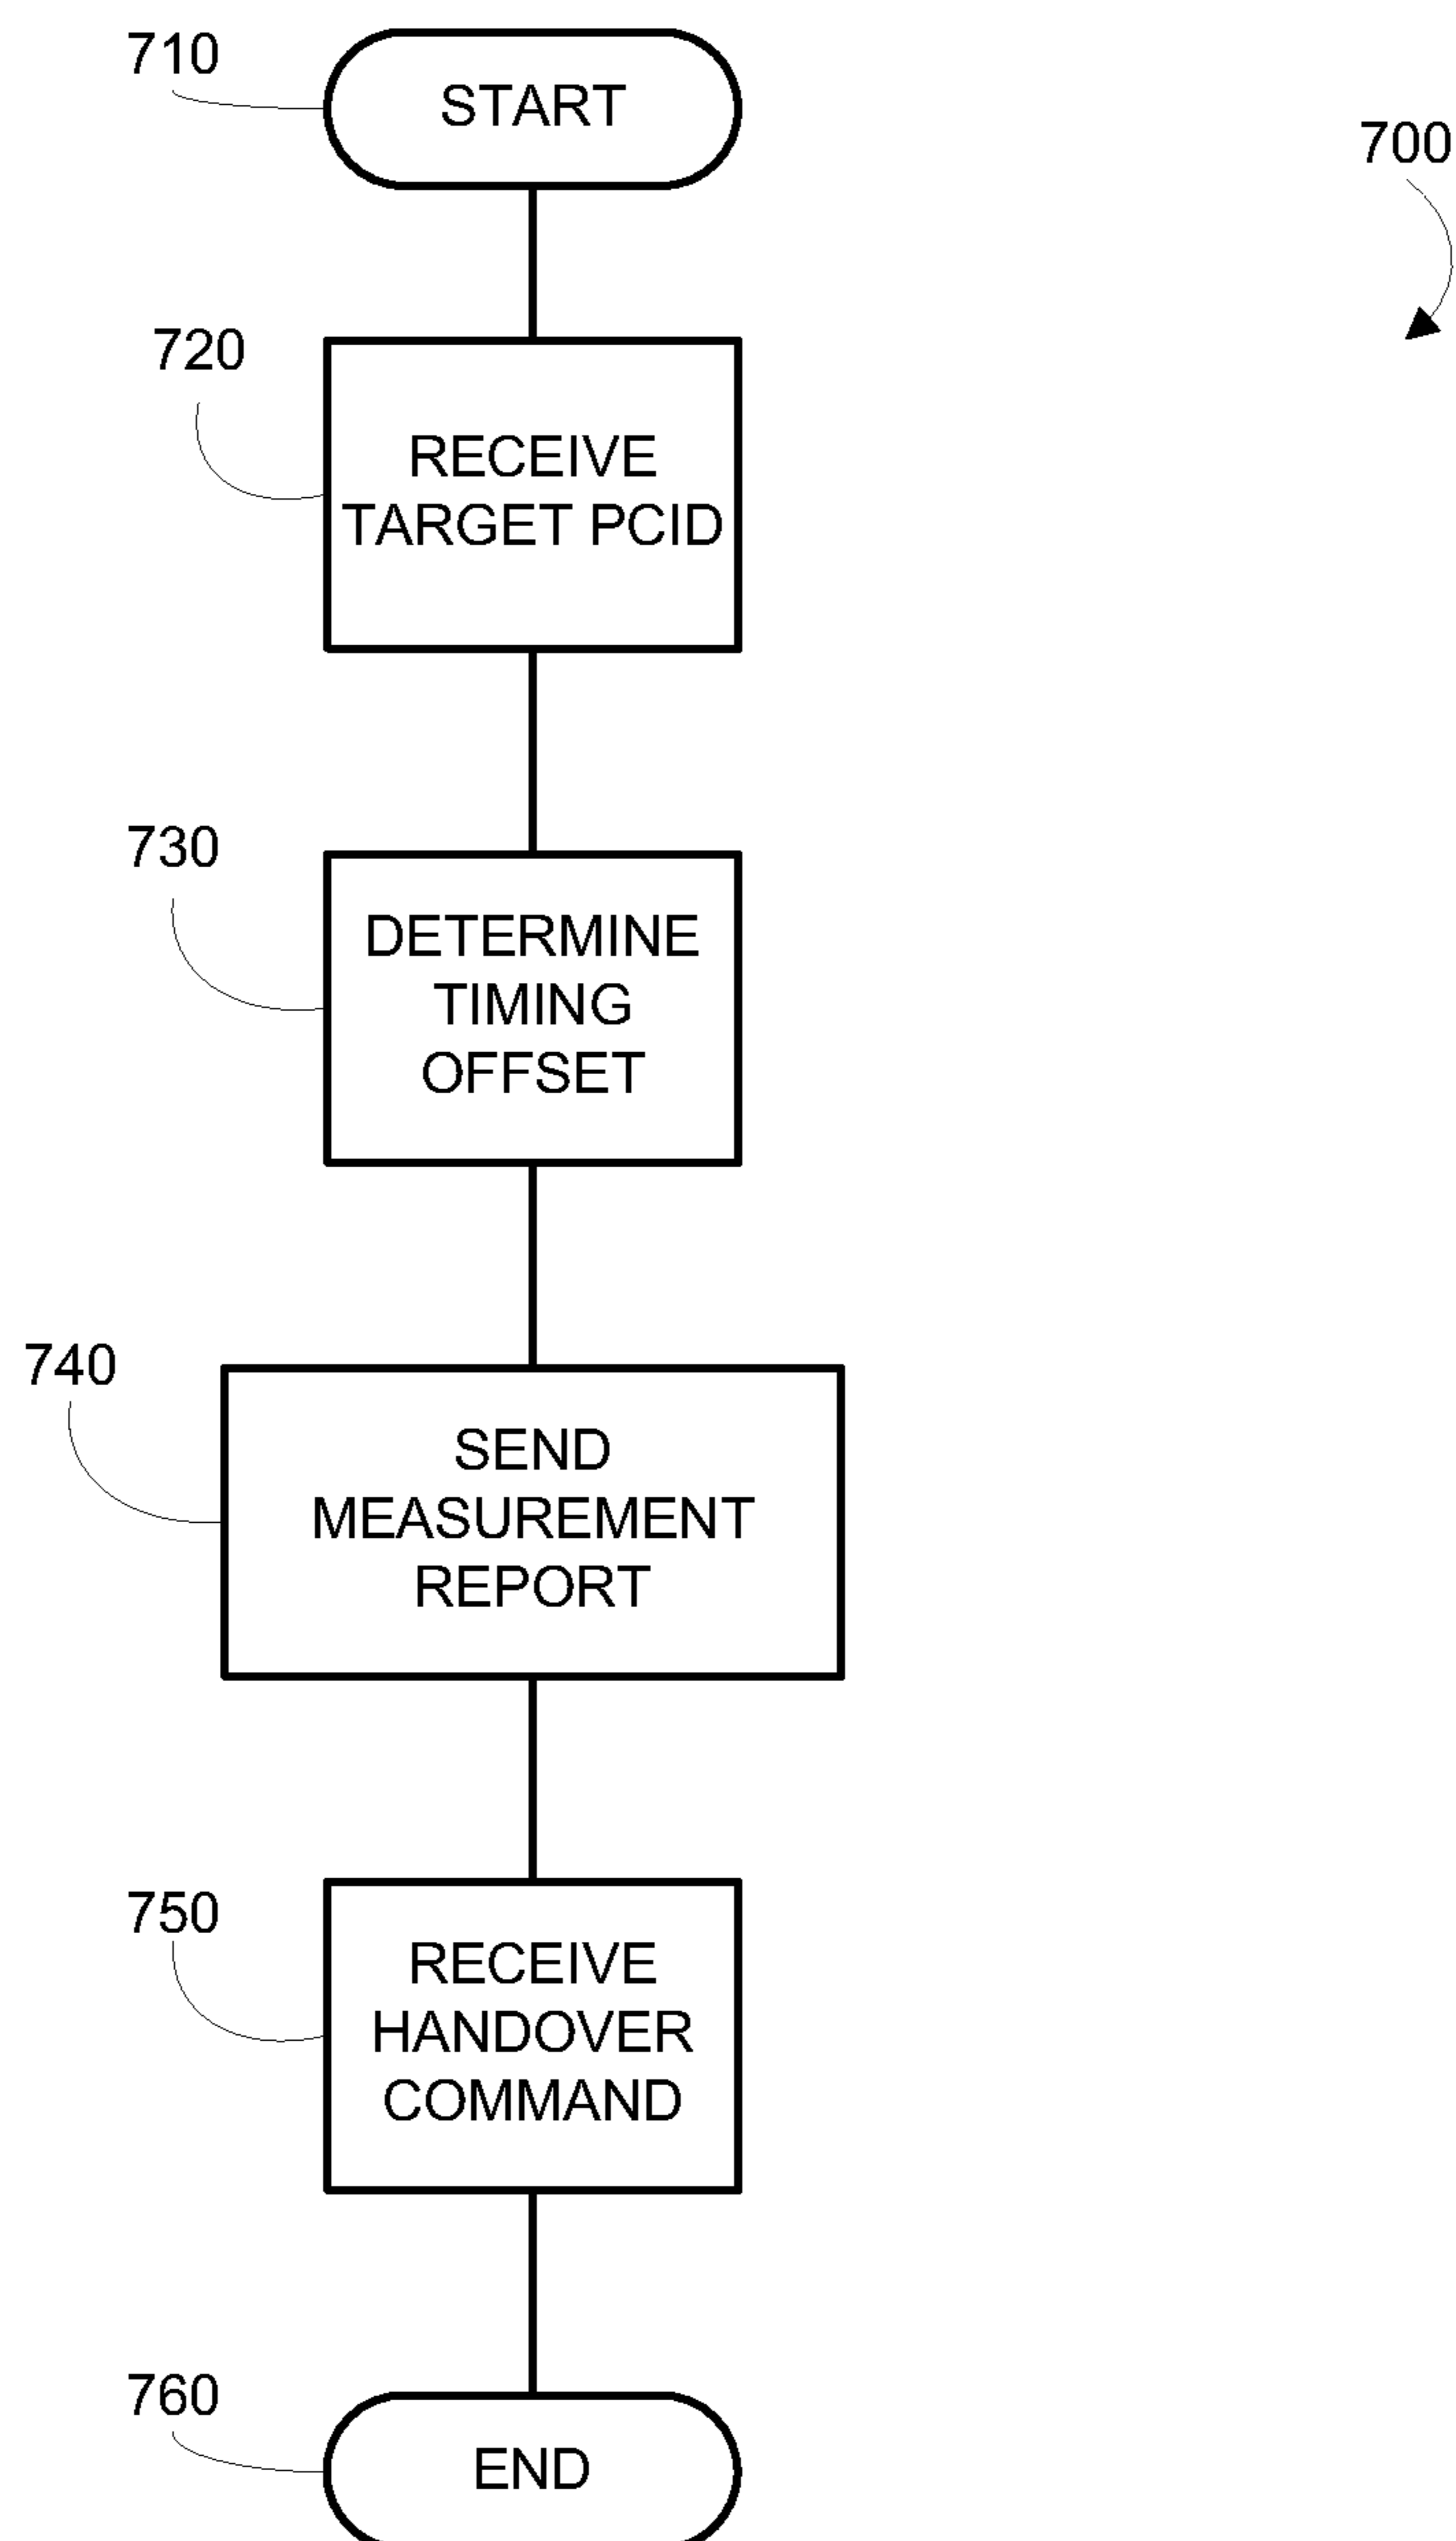 710
START
700
720
RECEIVE
TARGET PCID
730
DETERMINE
TIMING
OFFSET
740
SEND
MEASUREMENT
REPORT
750
RECEIVE
HANDOVER
COMMAND
760
END